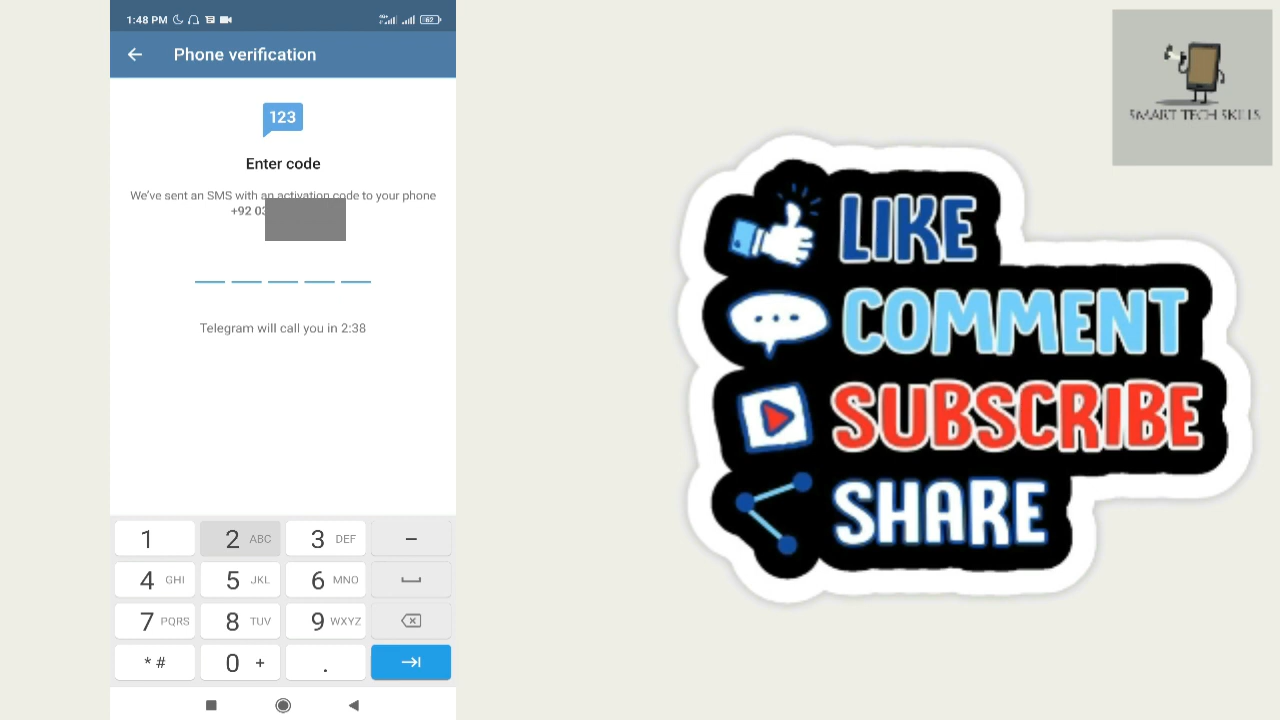 1:48 PM
62
Phone verification
123
Enter code
We've sent an SMS with an activation code to your phone
+92 03
Telegram will call you in 2:38
1
2 ABC
3 DEF
–
4 GHI
5 JKL
6 MNO
7 PQRS
8 TUV
9 WXYZ
* #
0 +
.
SMART TECH SKILLS
LIKE
COMMENT
SUBSCRIBE
SHARE